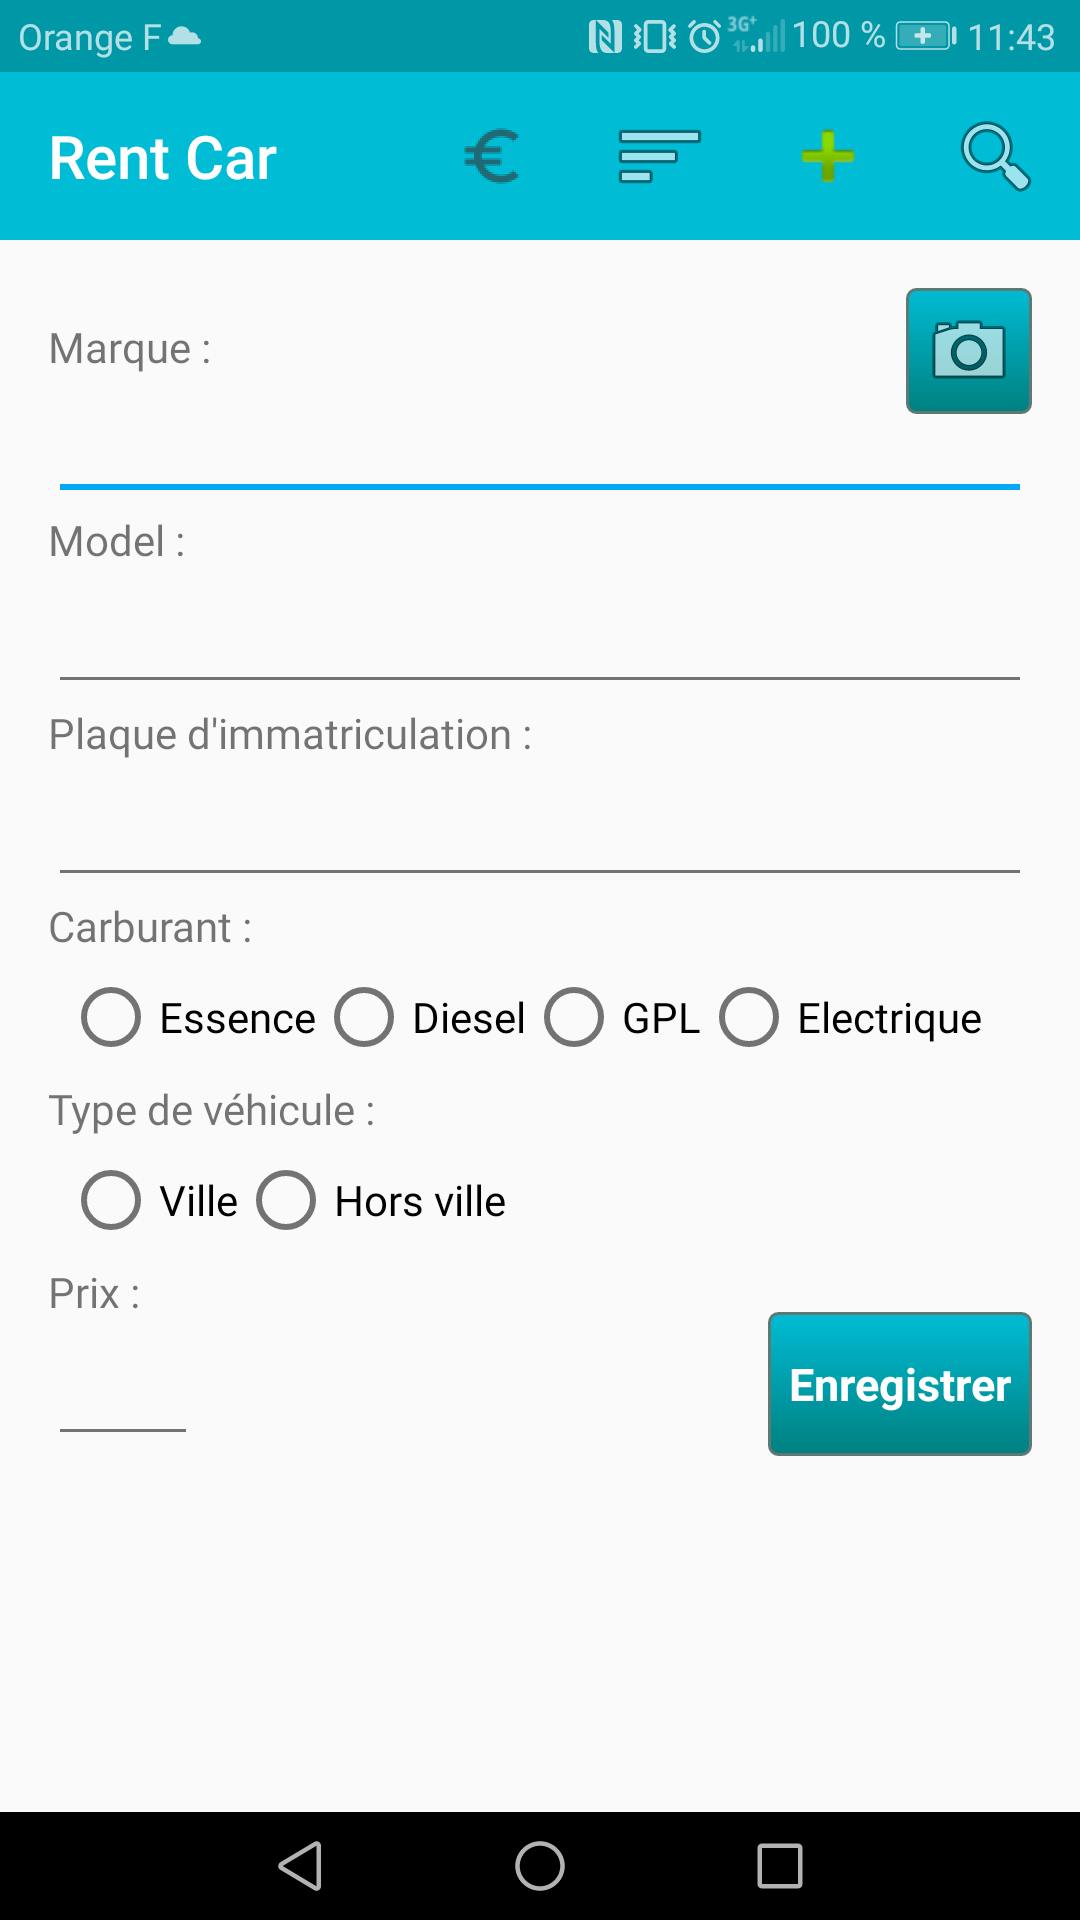 Orange F 3G+ 100 % 11:43
Rent Car
Marque :
Model :
Plaque d'immatriculation :
Carburant :
Essence Diesel GPL Electrique
Type de véhicule :
Ville Hors ville
Prix :
Enregistrer